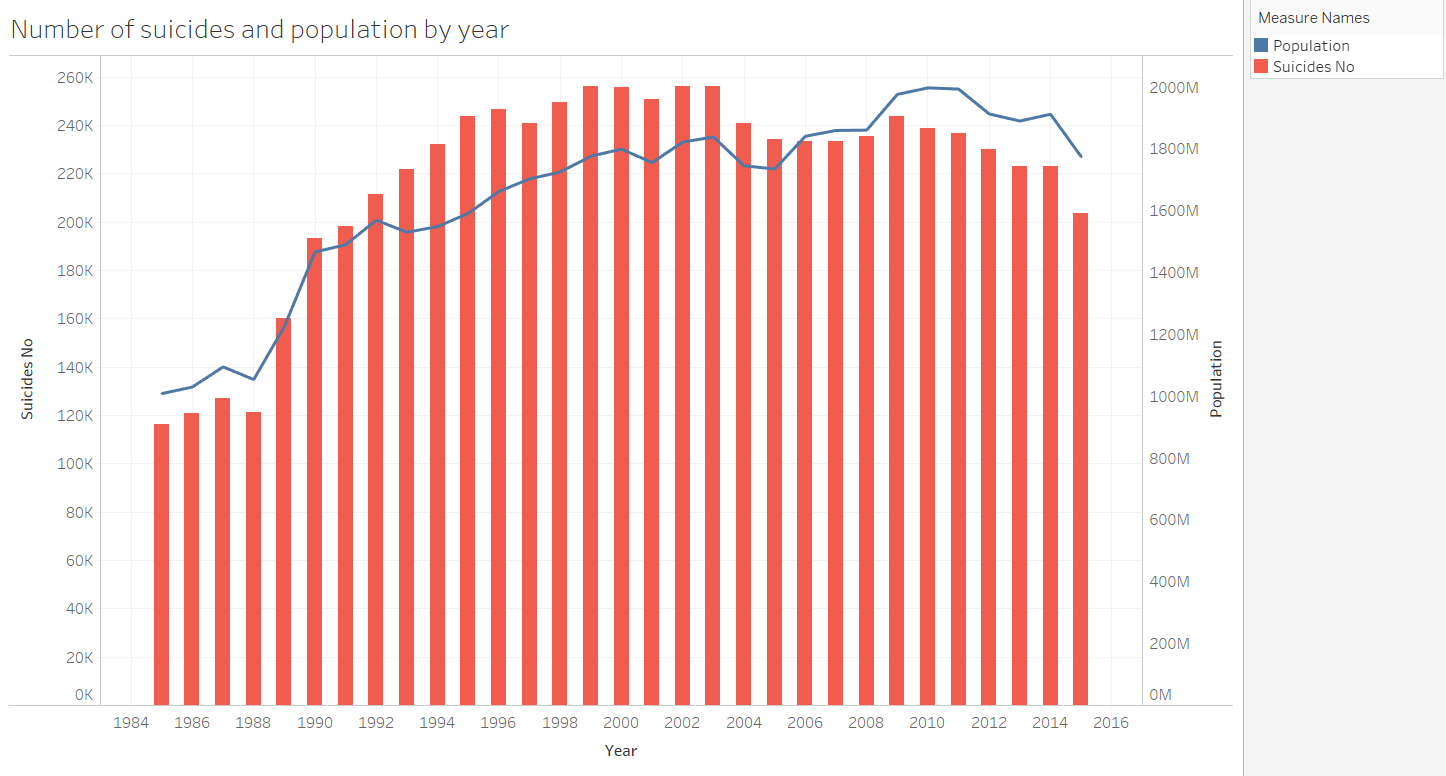 Number of suicides and population by year
Measure Names
Population
Suicides No
260K
240K
220K
200K
180K
160K
140K
120K
100K
80K
60K
40K
20K
0K
Suicides No
2000M
1800M
1600M
1400M
1200M
1000M
800M
600M
400M
200M
0M
Population
1984 1986 1988 1990 1992 1994 1996 1998 2000 2002 2004 2006 2008 2010 2012 2014 2016
Year